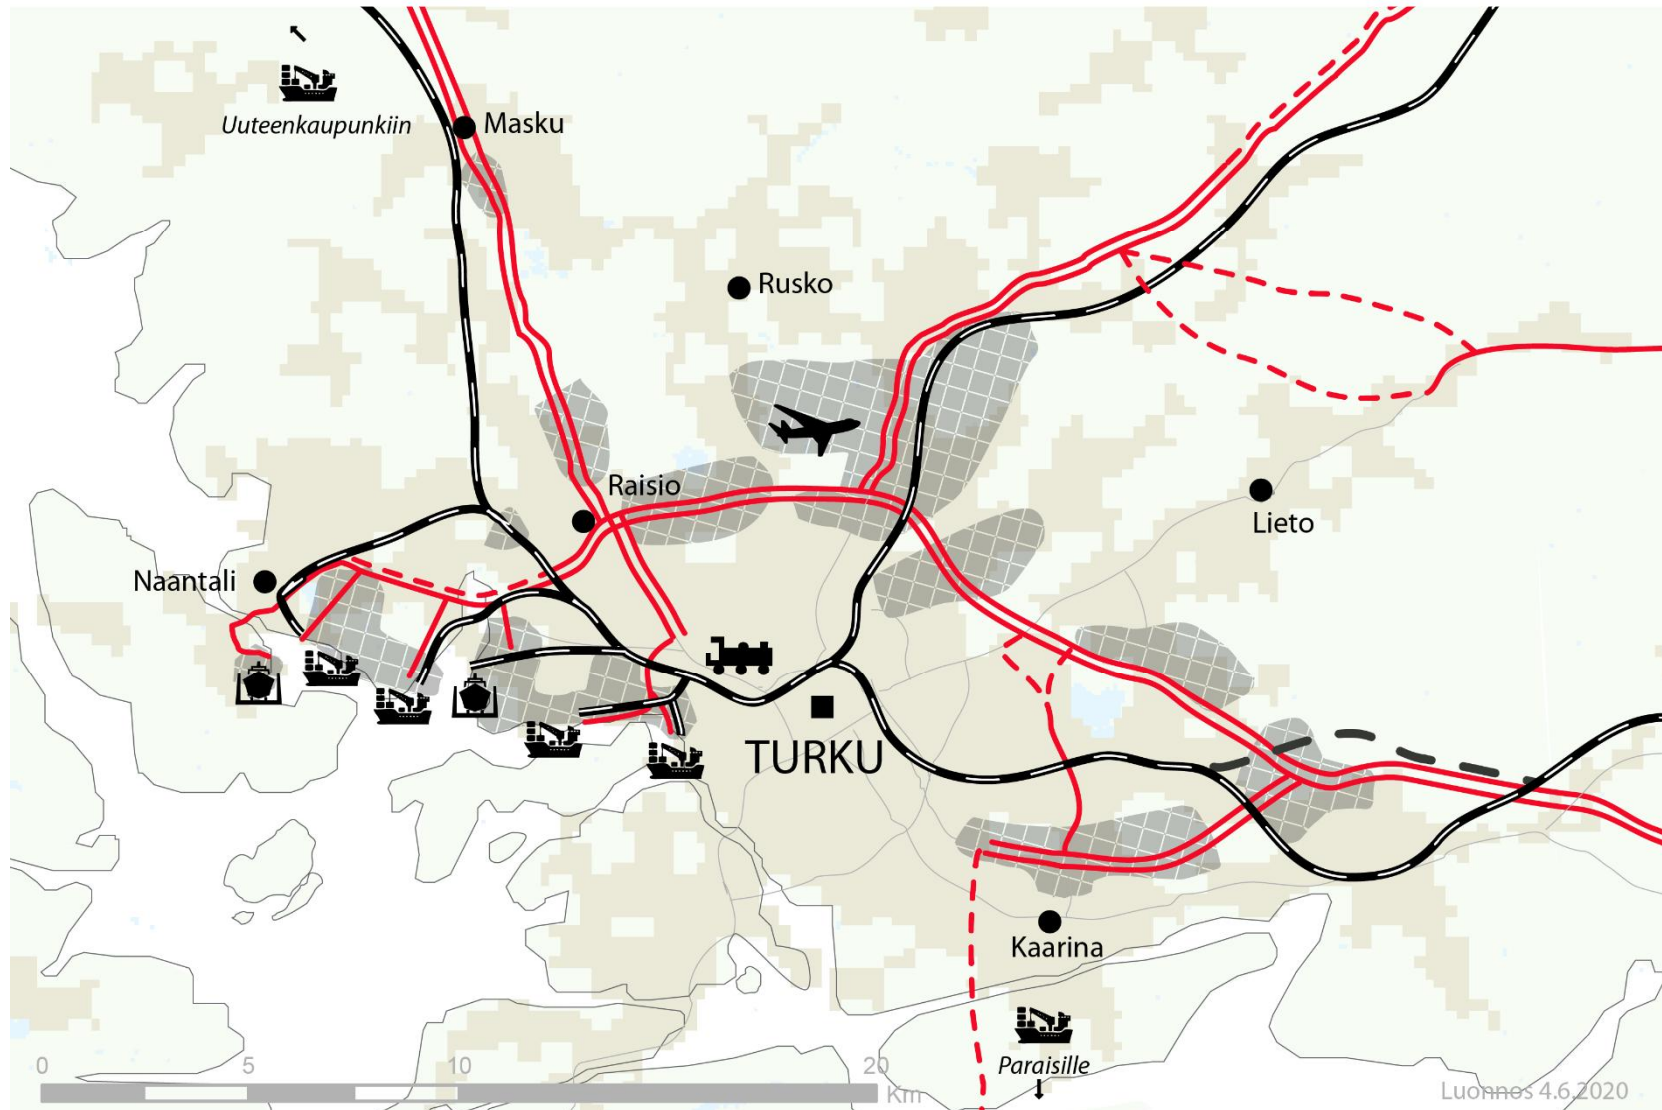 Uuteenkaupunkiin
Masku
Rusko
Raisio
Lieto
Naantali
TURKU
Kaarina
Paraisille
0 5 10 20
Km
Luonnos 4.6.2020